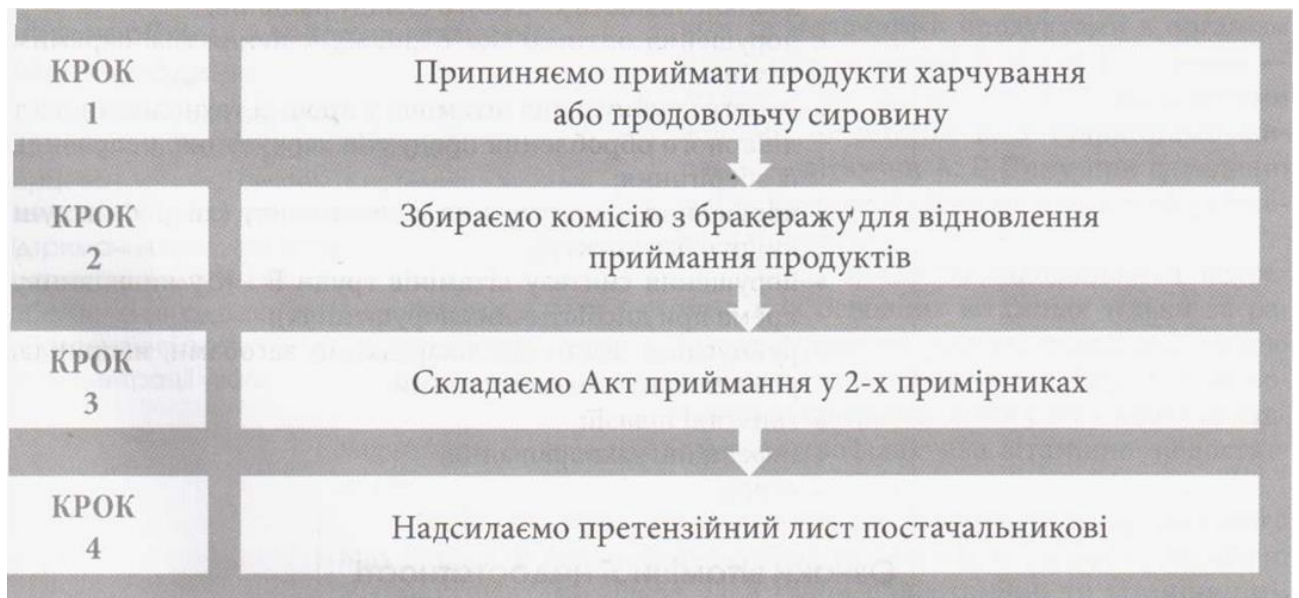 КРОК
1
Припиняємо приймати продукти харчування
або продовольчу сировину
КРОК
2
Збираємо комісію з бракеражу для відновлення
приймання продуктів
КРОК
3
Складаємо Акт приймання у 2-х примірниках
КРОК
4
Надсилаємо претензійний лист постачальникові